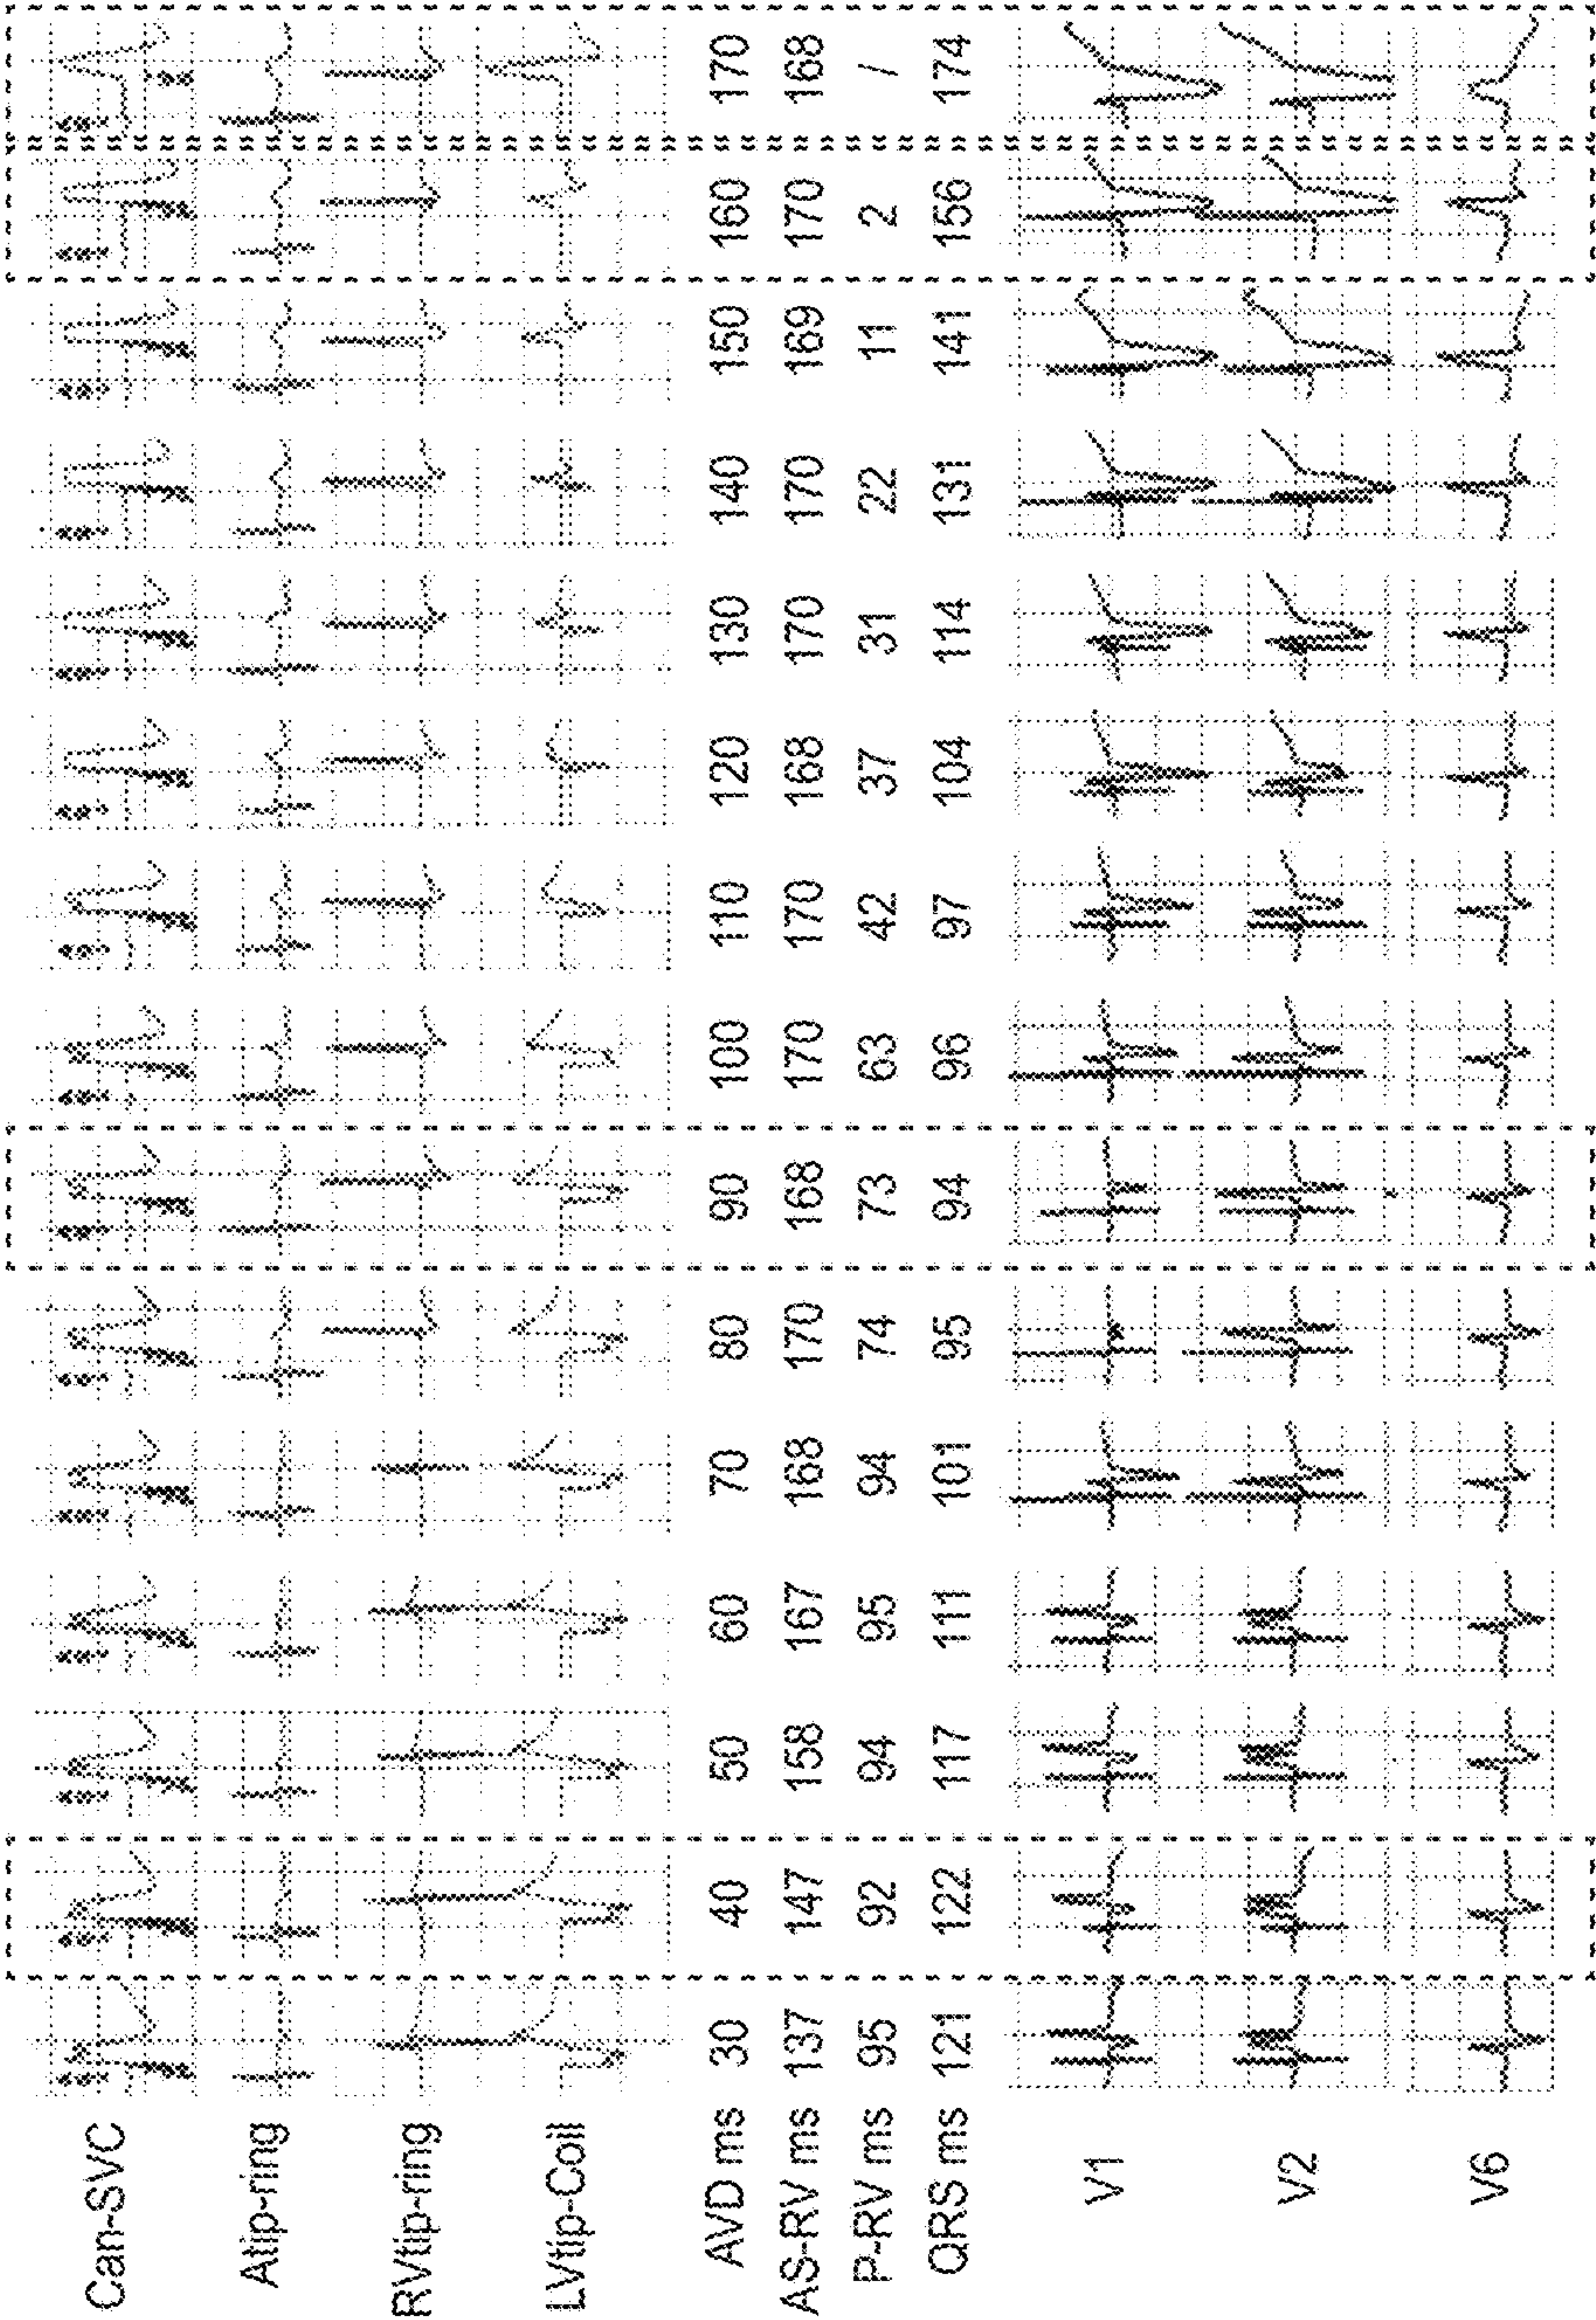 Can-SVC
Atip-ring
RVtip-ring
LVtip-Coil
AVD ms 30 40 50 60 70 80 90 100 110 120 130 140 150 160 170
AS-RV ms 137 147 158 167 168 170 168 170 170 168 170 170 169 170 168
P-RV ms 95 92 94 95 94 74 73 63 42 37 31 22 11 2 /
QRS ms 121 122 117 111 101 95 94 96 97 104 114 131 141 156 174
V1
V2
V6